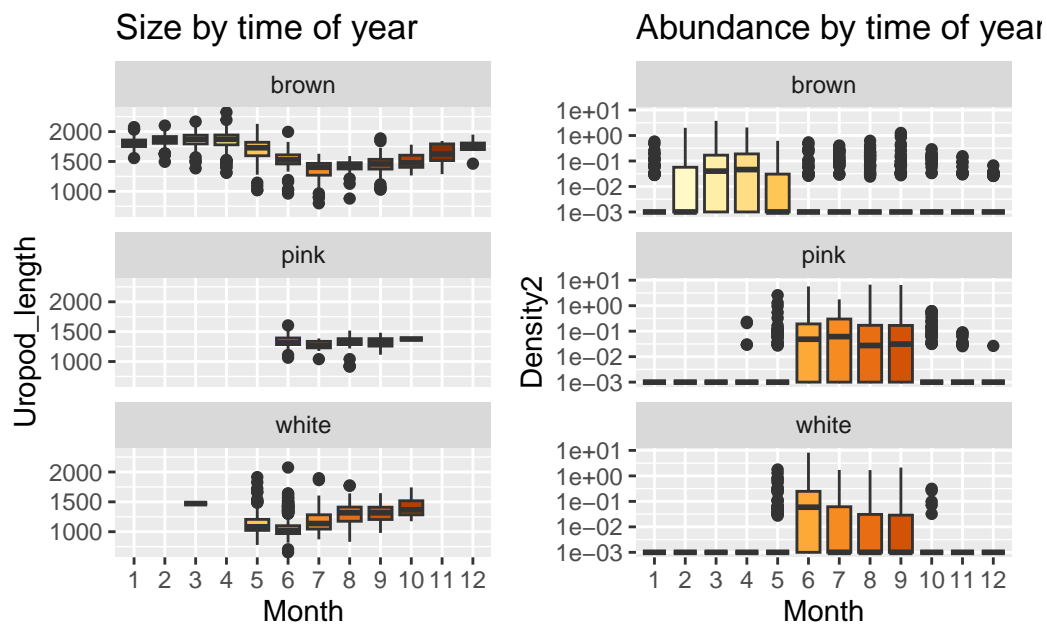 Size by time of year
brown
2000
1500
1000
pink
2000
1500
1000
white
2000
1500
1000
1 2 3 4 5 6 7 8 9 10 11 12
Month
Uropod_length
Abundance by time of year
brown
1e+01
1e+00
1e-01
1e-02
1e-03
pink
1e+01
1e+00
1e-01
1e-02
1e-03
white
1e+01
1e+00
1e-01
1e-02
1e-03
1 2 3 4 5 6 7 8 9 10 11 12
Month
Density2